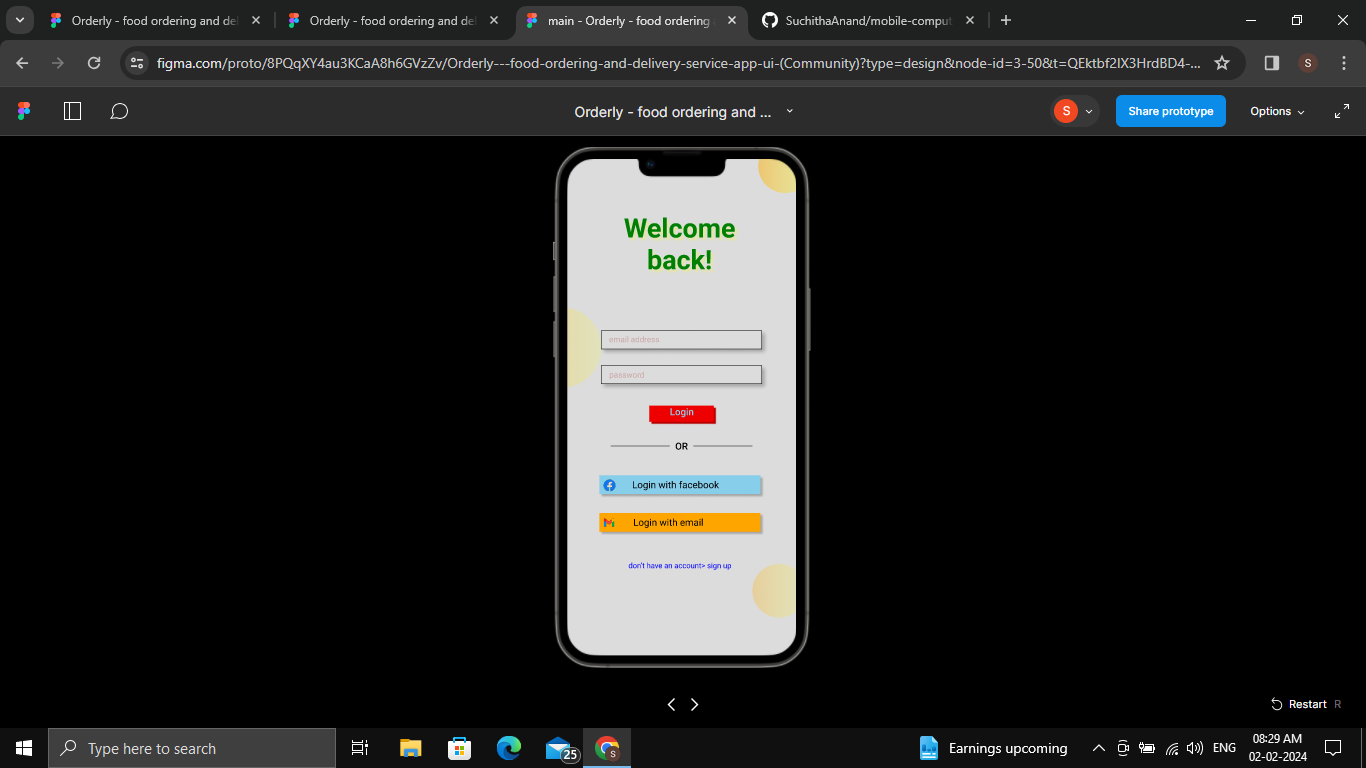 Orderly - food ordering and del
Orderly - food ordering and del
main - Orderly - food ordering
SuchithaAnand/mobile-comput
figma.com/proto/8PQqXY4au3KCaA8h6GVzZv/Orderly---food-ordering-and-delivery-service-app-ui-(Community)?type=design&node-id=3-50&t=QEktbf2IX3HrdBD4-...
S
Orderly - food ordering and ...
S
Share prototype
Options
Welcome
back!
email address
password
Login
OR
Login with facebook
Login with email
don't have an account> sign up
Restart R
Type here to search
25
S
Earnings upcoming
ENG
08:29 AM
02-02-2024